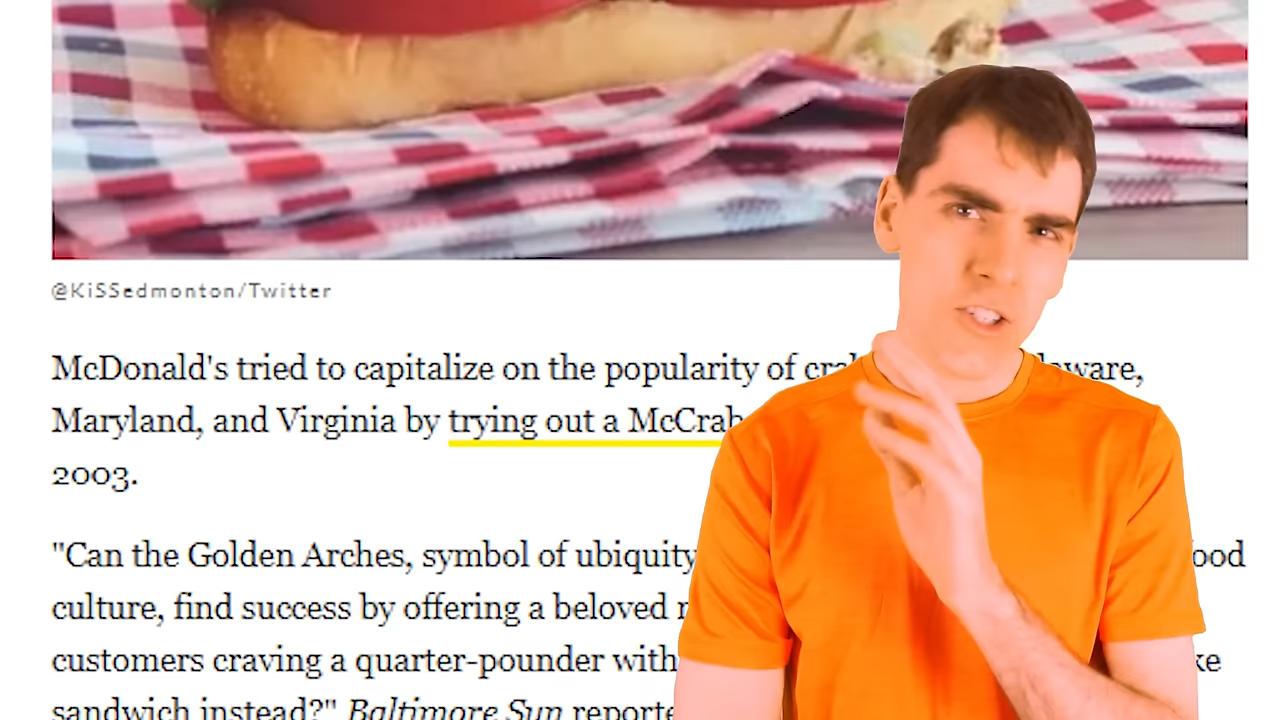 @KiSSedmonton/Twitter
McDonald's tried to capitalize on the popularity of
Maryland, and Virginia by trying out a McCrab
2003.
"Can the Golden Arches, symbol of ubiquity
culture, find success by offering a beloved
customers craving a quarter-pounder with
sandwich instead?" Baltimore Sun